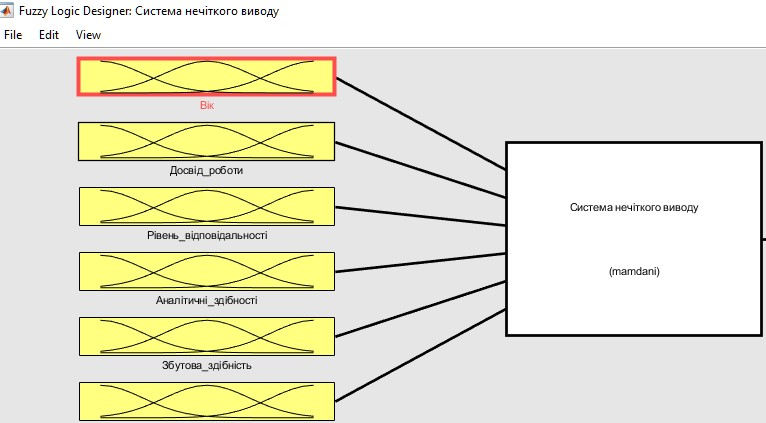 Fuzzy Logic Designer: Система нечіткого виводу
File Edit View
Вік
Досвід_роботи
Рівень_відповідальності
Аналітичні_здібності
Збутова_здібність
Система нечіткого виводу
(mamdani)